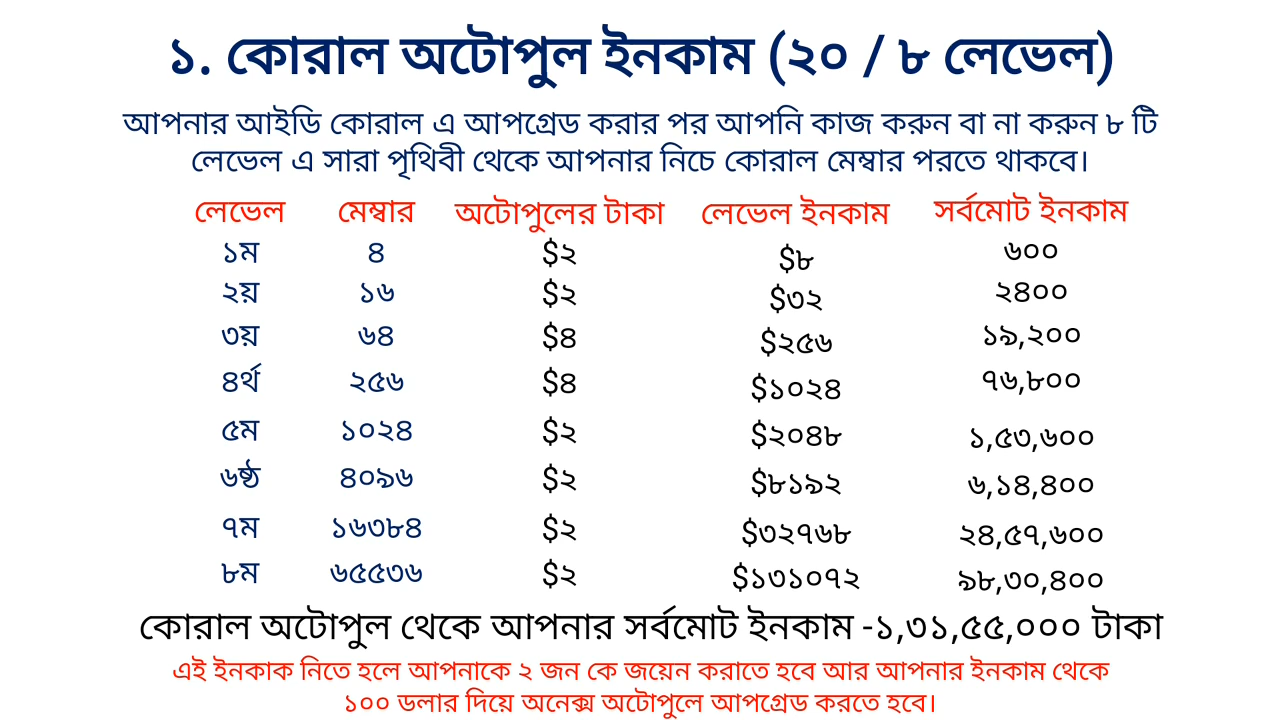 ১. কোরাল অটোপুল ইনকাম (২০ / ৮ লেভেল)
আপনার আইডি কোরাল এ আপগ্রেড করার পর আপনি কাজ করুন বা না করুন ৮ টি
লেভেল এ সারা পৃথিবী থেকে আপনার নিচে কোরাল মেম্বার পরতে থাকবে।
লেভেল মেম্বার অটোপুলের টাকা লেভেল ইনকাম সর্বমোট ইনকাম
১ম ৪ $২ $৮ ৬০০
২য় ১৬ $২ $৩২ ২৪০০
৩য় ৬৪ $৪ $২৫৬ ১৯,২০০
৪র্থ ২৫৬ $৪ $১০২৪ ৭৬,৮০০
৫ম ১০২৪ $২ $২০৪৮ ১,৫৩,৬০০
৬ষ্ঠ ৪০৯৬ $২ $৮১৯২ ৬,১৪,৪০০
৭ম ১৬৩৮৪ $২ $৩২৭৬৮ ২৪,৫৭,৬০০
৮ম ৬৫৫৩৬ $২ $১৩১০৭২ ৯৮,৩০,৪০০
কোরাল অটোপুল থেকে আপনার সর্বমোট ইনকাম -১,৩১,৫৫,০০০ টাকা
এই ইনকাক নিতে হলে আপনাকে ২ জন কে জয়েন করাতে হবে আর আপনার ইনকাম থেকে
১০০ ডলার দিয়ে অনেক্স অটোপুলে আপগ্রেড করতে হবে।